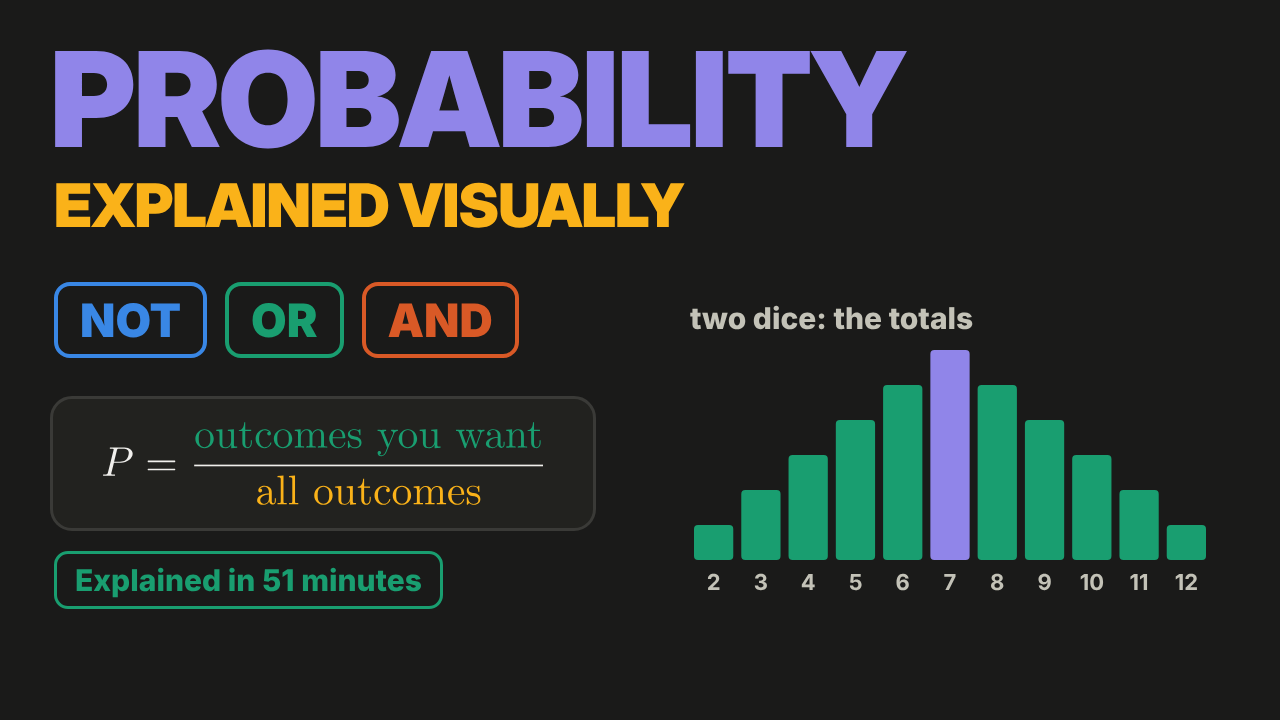 PROBABILITY
EXPLAINED VISUALLY
NOT OR AND
P = outcomes you want / all outcomes
Explained in 51 minutes
two dice: the totals
2 3 4 5 6 7 8 9 10 11 12